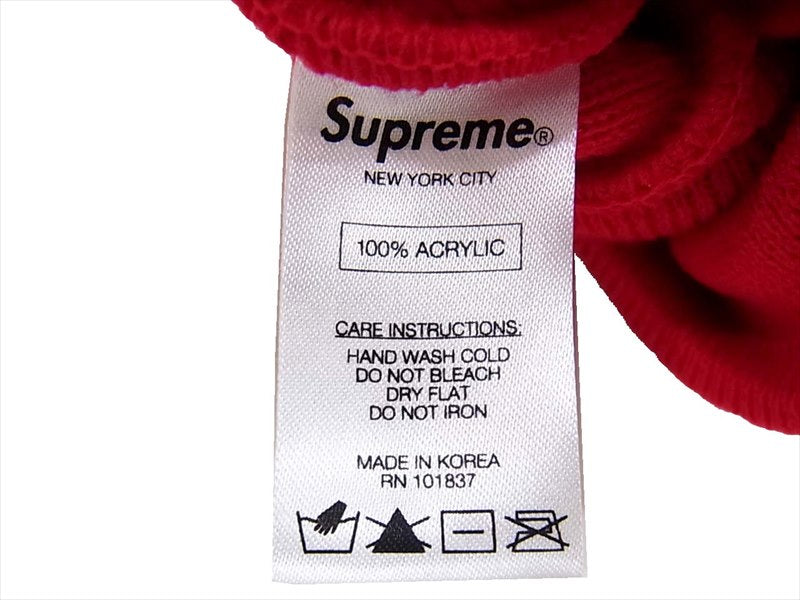 Supreme®
NEW YORK CITY
100% ACRYLIC
CARE INSTRUCTIONS:
HAND WASH COLD
DO NOT BLEACH
DRY FLAT
DO NOT IRON
MADE IN KOREA
RN 101837